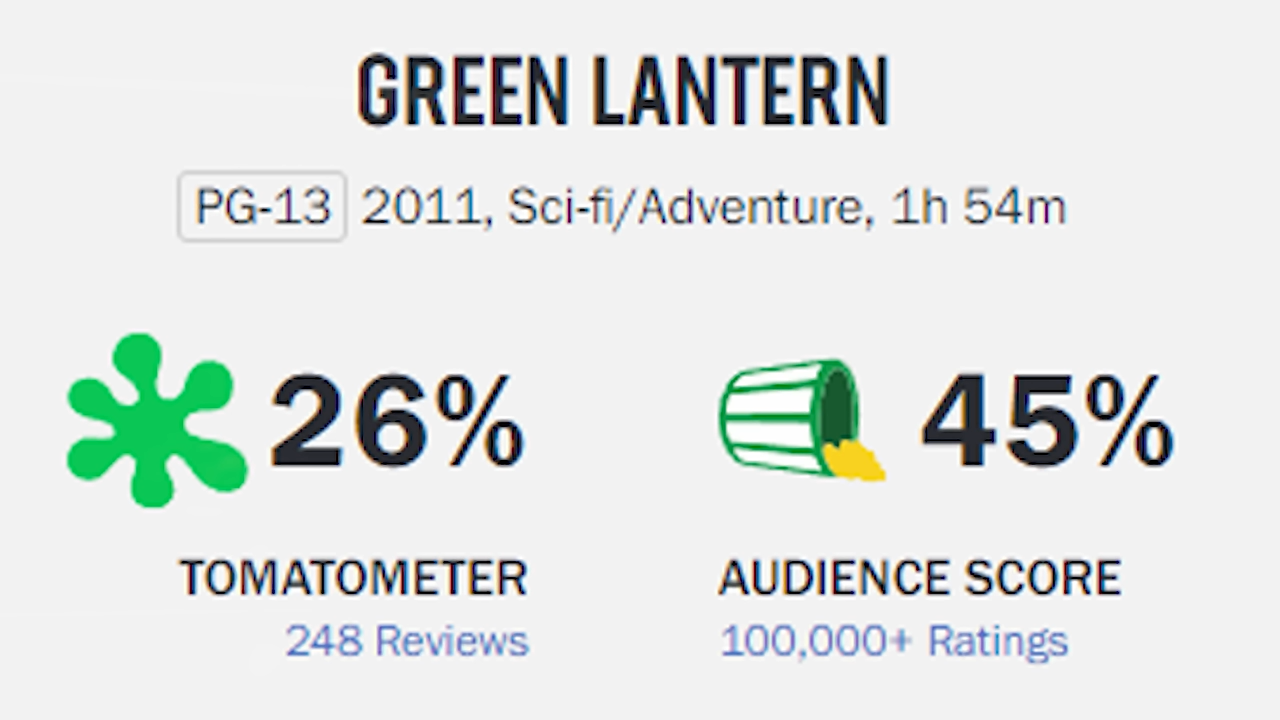 GREEN LANTERN
PG-13 2011, Sci-fi/Adventure, 1h 54m
26% 45%
TOMATOMETER AUDIENCE SCORE
248 Reviews 100,000+ Ratings